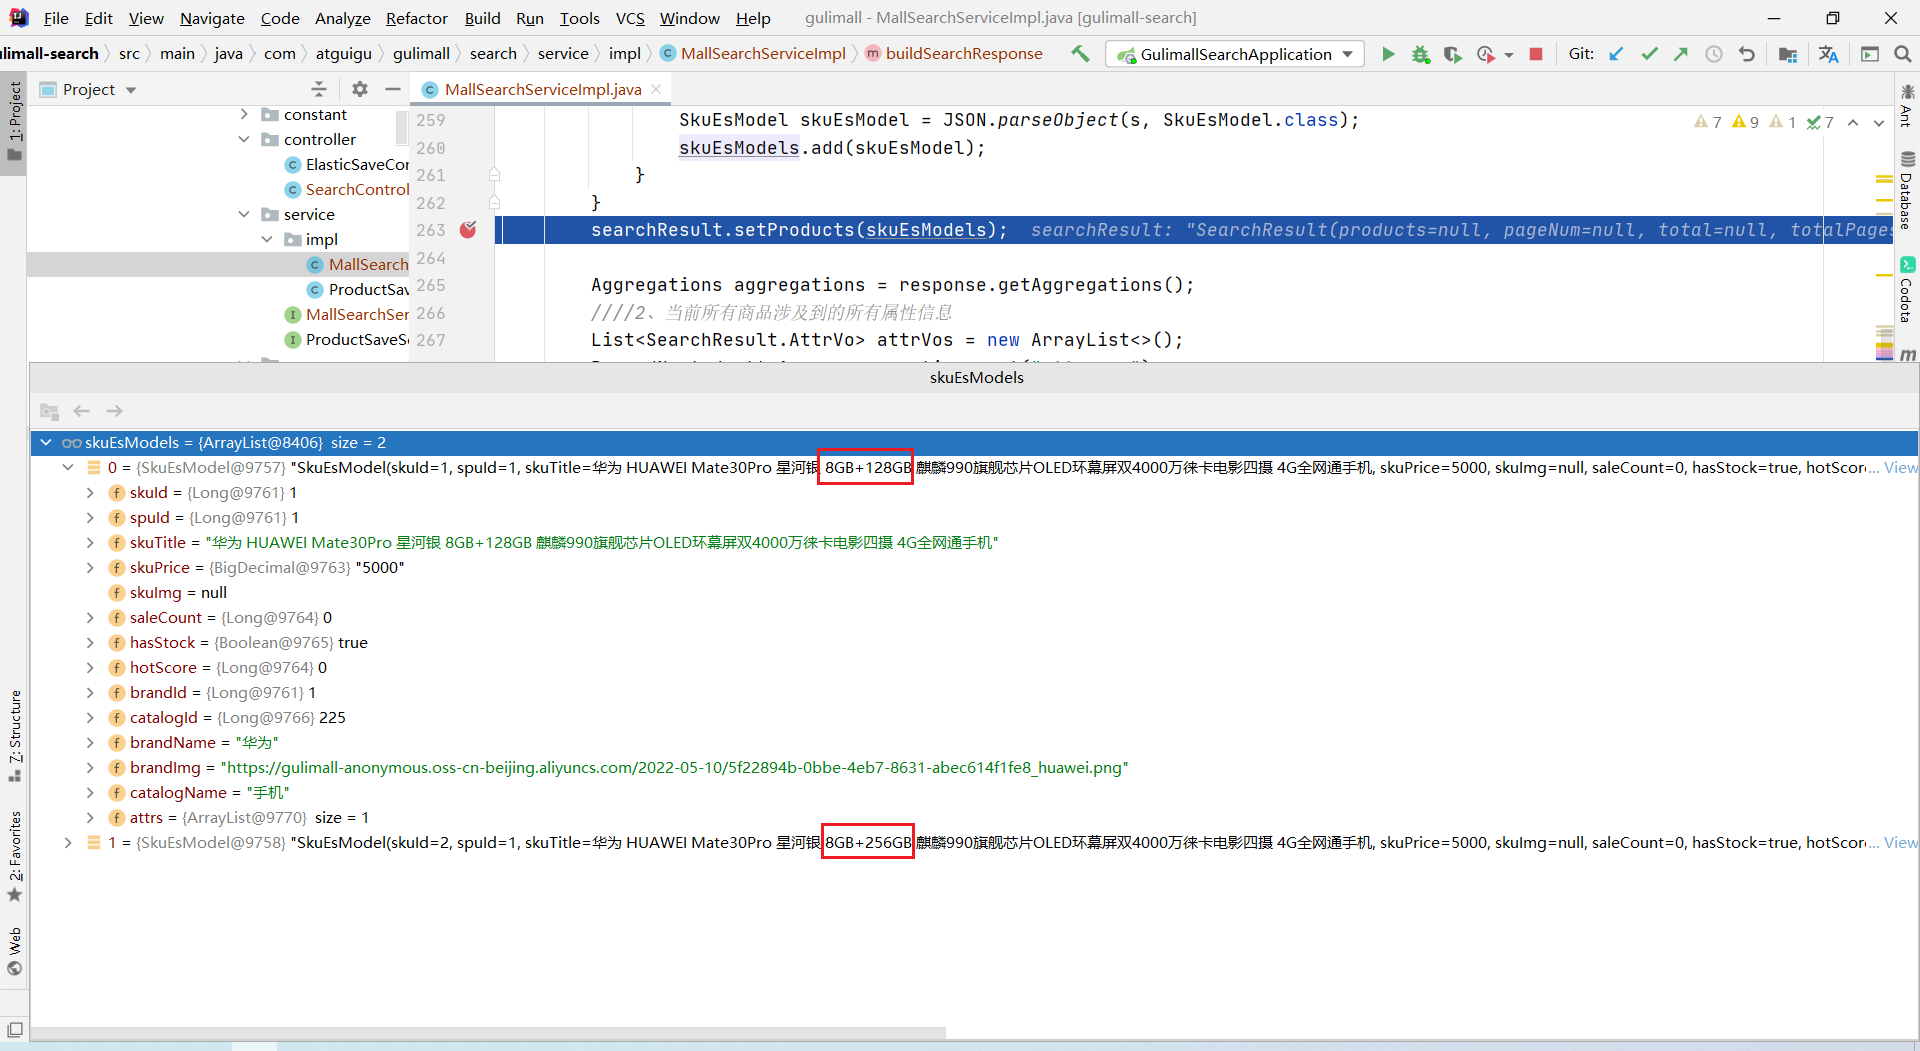 File Edit View Navigate Code Analyze Refactor Build Run Tools VCS Window Help gulimall - MallSearchServiceImpl.java [gulimall-search]
ulimall-search src main java com atguigu gulimall search service impl MallSearchServiceImpl buildSearchResponse GulimallSearchApplication Git:
Project MallSearchServiceImpl.java
1: Project
constant
controller
ElasticSaveCor
SearchControl
service
impl
MallSearch
ProductSav
MallSearchSer
ProductSaveSe
259 SkuEsModel skuEsModel = JSON.parseObject(s, SkuEsModel.class);
7 9 1 7
260 skuEsModels.add(skuEsModel);
261 }
262 }
263 searchResult.setProducts(skuEsModels); searchResult: "SearchResult(products=null, pageNum=null, total=null, totalPages
264
265 Aggregations aggregations = response.getAggregations();
266 ////2、当前所有商品涉及到的所有属性信息
267 List<SearchResult.AttrVo> attrVos = new ArrayList<>();
Ant
Database
Codota
m
skuEsModels
skuEsModels = {ArrayList@8406} size = 2
0 = {SkuEsModel@9757} "SkuEsModel(skuId=1, spuId=1, skuTitle=华为 HUAWEI Mate30Pro 星河银 8GB+128GB 麒麟990旗舰芯片OLED环幕屏双4000万徕卡电影四摄 4G全网通手机, skuPrice=5000, skuImg=null, saleCount=0, hasStock=true, hotScor... View
skuId = {Long@9761} 1
spuId = {Long@9761} 1
skuTitle = "华为 HUAWEI Mate30Pro 星河银 8GB+128GB 麒麟990旗舰芯片OLED环幕屏双4000万徕卡电影四摄 4G全网通手机"
skuPrice = {BigDecimal@9763} "5000"
skuImg = null
saleCount = {Long@9764} 0
hasStock = {Boolean@9765} true
hotScore = {Long@9764} 0
brandId = {Long@9761} 1
catalogId = {Long@9766} 225
brandName = "华为"
brandImg = "https://gulimall-anonymous.oss-cn-beijing.aliyuncs.com/2022-05-10/5f22894b-0bbe-4eb7-8631-abec614f1fe8_huawei.png"
catalogName = "手机"
attrs = {ArrayList@9770} size = 1
1 = {SkuEsModel@9758} "SkuEsModel(skuId=2, spuId=1, skuTitle=华为 HUAWEI Mate30Pro 星河银 8GB+256GB 麒麟990旗舰芯片OLED环幕屏双4000万徕卡电影四摄 4G全网通手机, skuPrice=5000, skuImg=null, saleCount=0, hasStock=true, hotScor... View
7: Structure
2: Favorites
Web